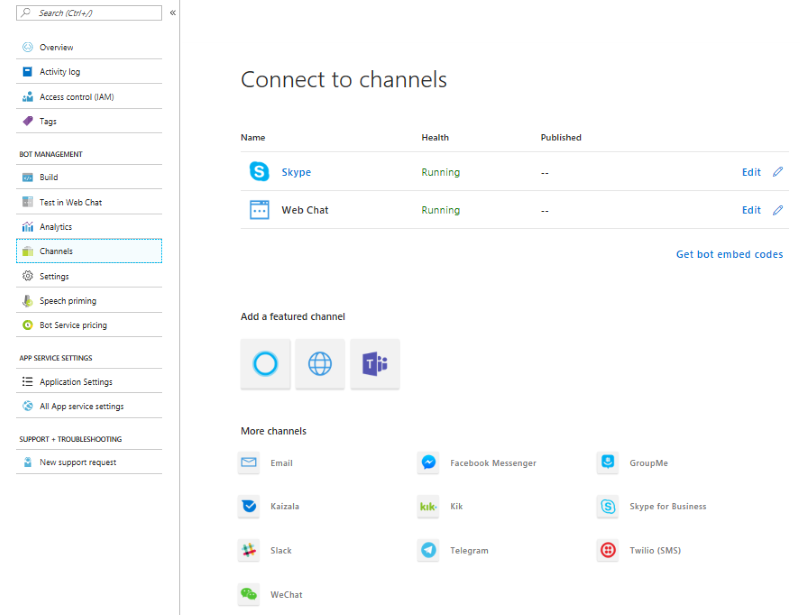 Search (Ctrl+/)
«
Overview
Activity log
Access control (IAM)
Tags
BOT MANAGEMENT
Build
Test in Web Chat
Analytics
Channels
Settings
Speech priming
Bot Service pricing
APP SERVICE SETTINGS
Application Settings
All App service settings
SUPPORT + TROUBLESHOOTING
New support request
Connect to channels
Name Health Published
Skype Running -- Edit
Web Chat Running -- Edit
Get bot embed codes
Add a featured channel
T
More channels
Email Facebook Messenger GroupMe
Kaizala kik Kik Skype for Business
Slack Telegram Twilio (SMS)
WeChat